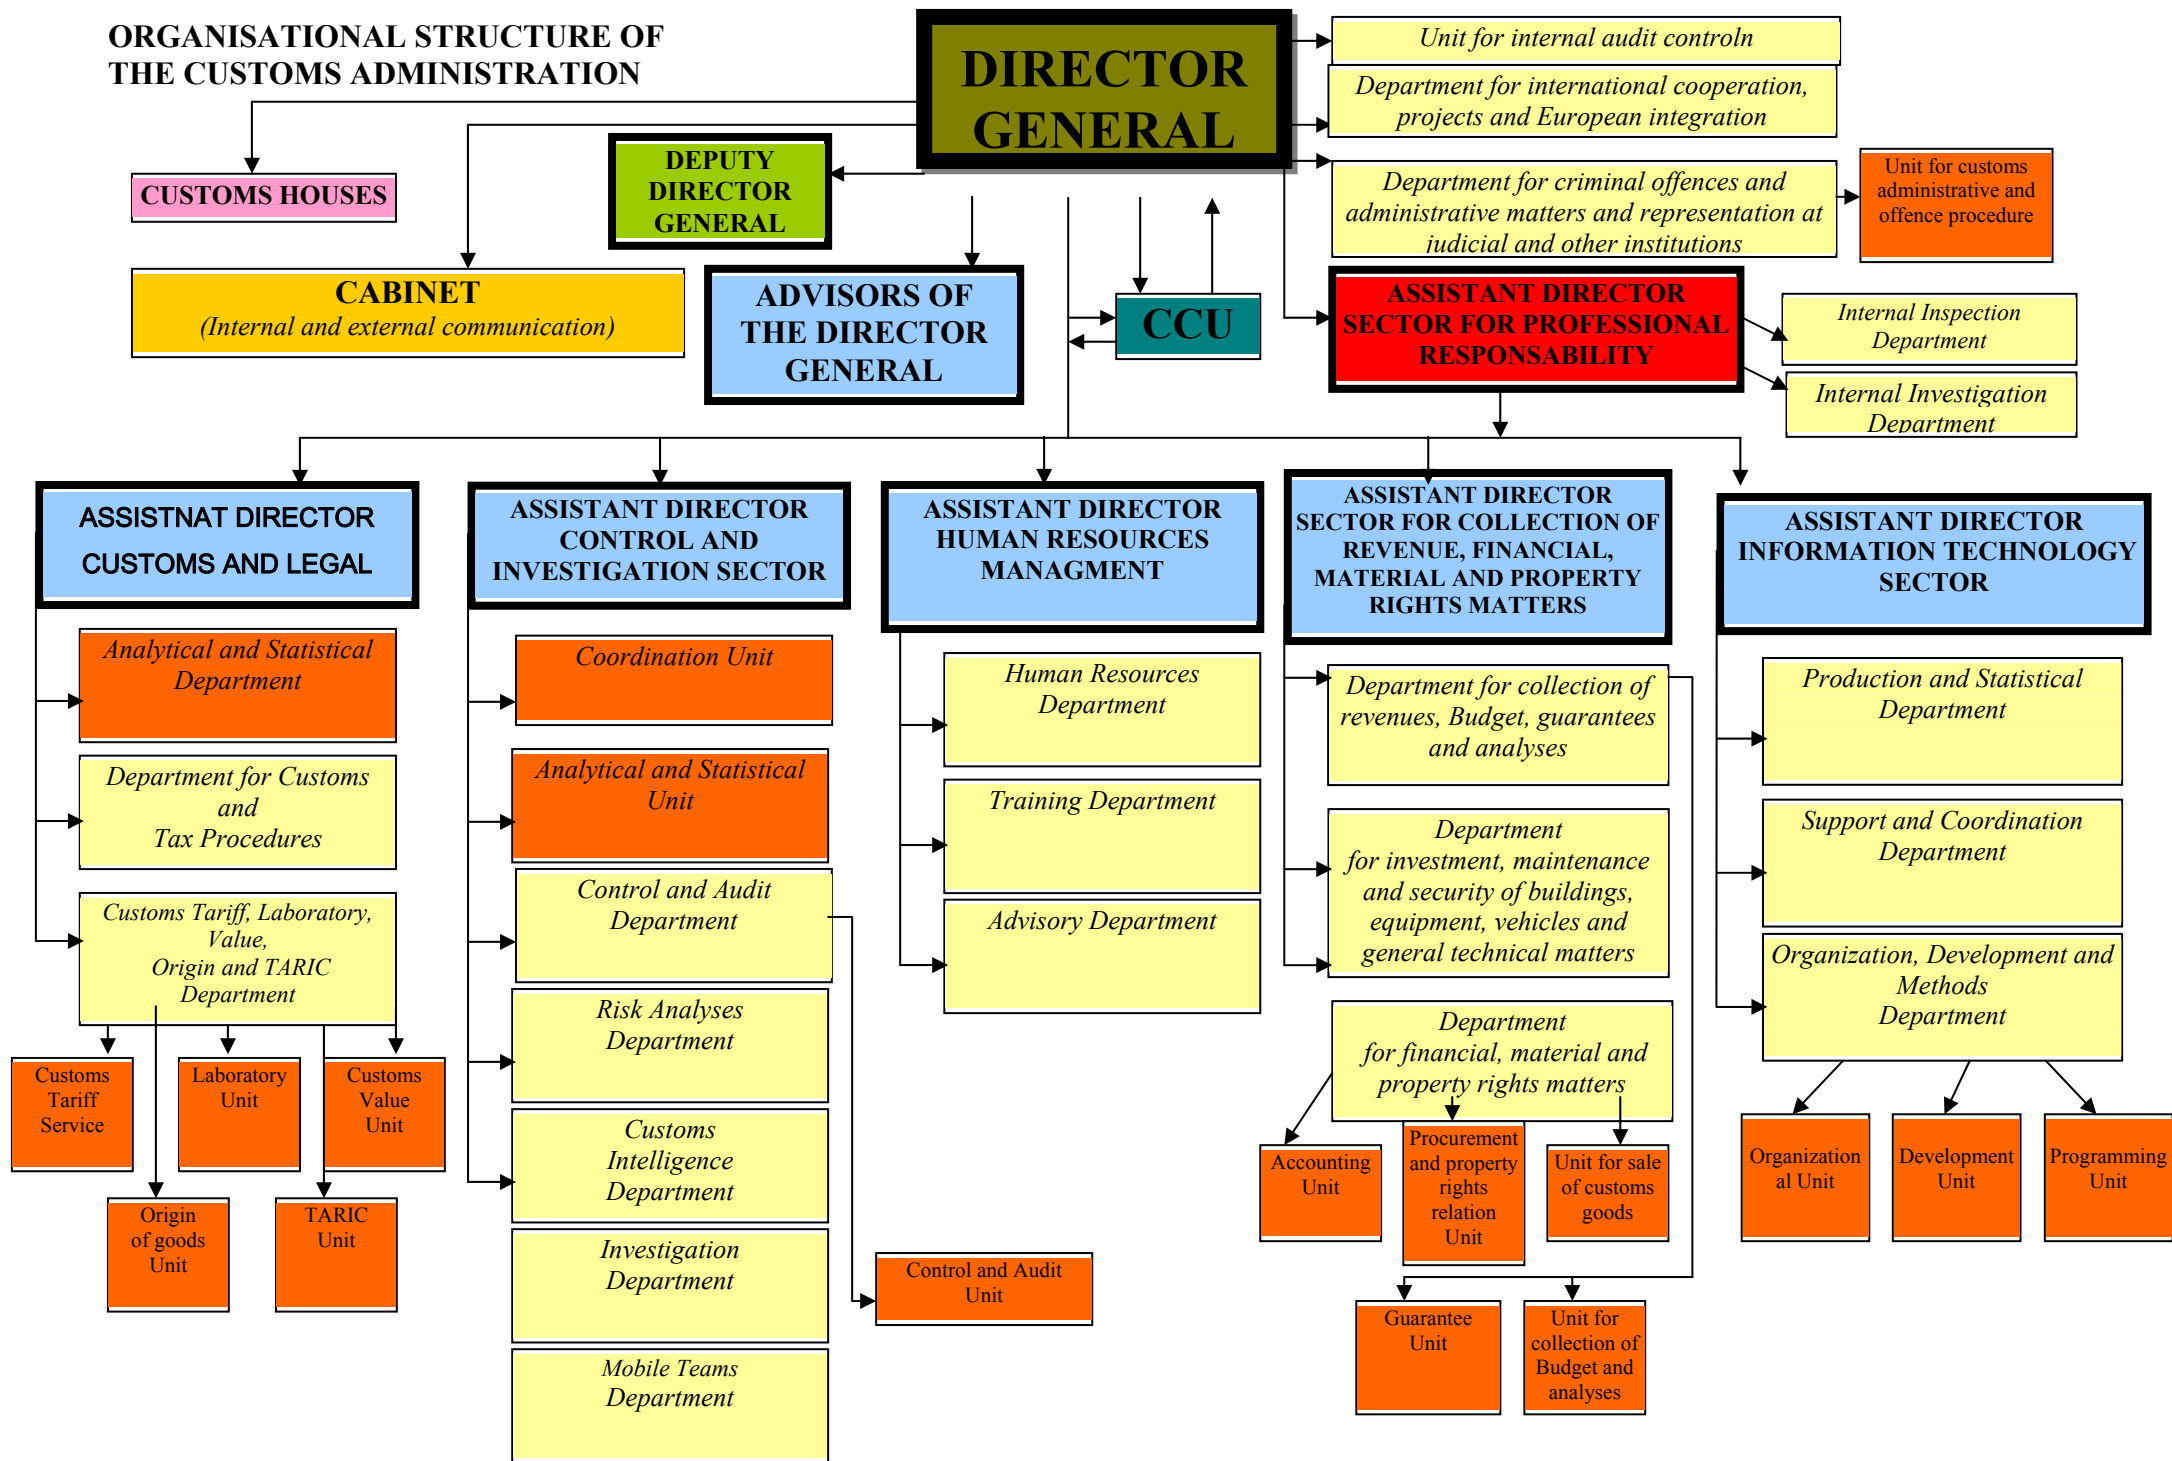 ORGANISATIONAL STRUCTURE OF
THE CUSTOMS ADMINISTRATION
DIRECTOR
GENERAL
Unit for internal audit controln
Department for international cooperation,
projects and European integration
Department for criminal offences and
administrative matters and representation at
judicial and other institutions
Unit for customs
administrative and
offence procedure
DEPUTY
DIRECTOR
GENERAL
CUSTOMS HOUSES
CABINET
(Internal and external communication)
ADVISORS OF
THE DIRECTOR
GENERAL
CCU
ASSISTANT DIRECTOR
SECTOR FOR PROFESSIONAL
RESPONSABILITY
Internal Inspection
Department
Internal Investigation
Department
ASSISTNAT DIRECTOR
CUSTOMS AND LEGAL
Analytical and Statistical
Department
Department for Customs
and
Tax Procedures
Customs Tariff, Laboratory,
Value,
Origin and TARIC
Department
Customs
Tariff
Service
Laboratory
Unit
Customs
Value
Unit
Origin
of goods
Unit
TARIC
Unit
ASSISTANT DIRECTOR
CONTROL AND
INVESTIGATION SECTOR
Coordination Unit
Analytical and Statistical
Unit
Control and Audit
Department
Risk Analyses
Department
Customs
Intelligence
Department
Investigation
Department
Mobile Teams
Department
Control and Audit
Unit
ASSISTANT DIRECTOR
HUMAN RESOURCES
MANAGMENT
Human Resources
Department
Training Department
Advisory Department
ASSISTANT DIRECTOR
SECTOR FOR COLLECTION OF
REVENUE, FINANCIAL,
MATERIAL AND PROPERTY
RIGHTS MATTERS
Department for collection of
revenues, Budget, guarantees
and analyses
Department
for investment, maintenance
and security of buildings,
equipment, vehicles and
general technical matters
Department
for financial, material and
property rights matters
Accounting
Unit
Procurement
and property
rights
relation
Unit
Unit for sale
of customs
goods
Guarantee
Unit
Unit for
collection of
Budget and
analyses
ASSISTANT DIRECTOR
INFORMATION TECHNOLOGY
SECTOR
Production and Statistical
Department
Support and Coordination
Department
Organization, Development and
Methods
Department
Organization
al Unit
Development
Unit
Programming
Unit